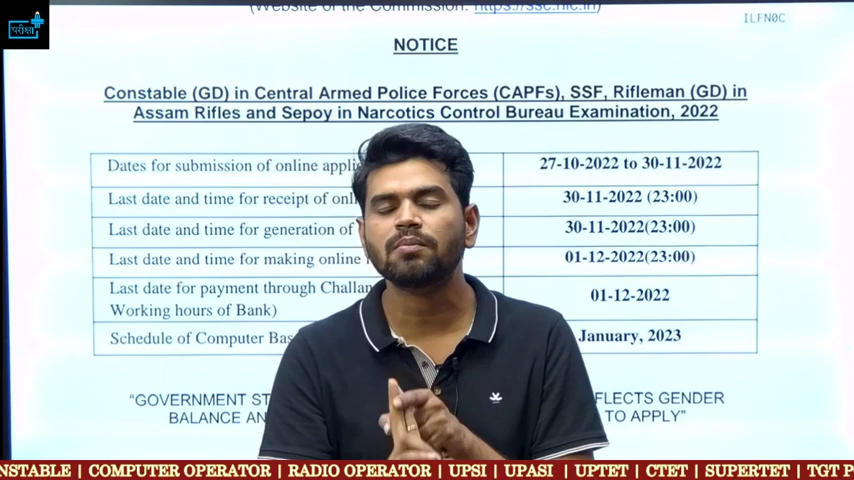 परीक्षा
(Website of the Commission: https://ssc.nic.in)
ILFN0C
NOTICE
Constable (GD) in Central Armed Police Forces (CAPFs), SSF, Rifleman (GD) in
Assam Rifles and Sepoy in Narcotics Control Bureau Examination, 2022
Dates for submission of online appli 27-10-2022 to 30-11-2022
Last date and time for receipt of onl 30-11-2022 (23:00)
Last date and time for generation of 30-11-2022(23:00)
Last date and time for making online 01-12-2022(23:00)
Last date for payment through Challan 01-12-2022
Working hours of Bank)
Schedule of Computer Bas January, 2023
“GOVERNMENT ST FLECTS GENDER
BALANCE AN TO APPLY”
NSTABLE | COMPUTER OPERATOR | RADIO OPERATOR | UPSI | UPASI | UPTET | CTET | SUPERTET | TGT P